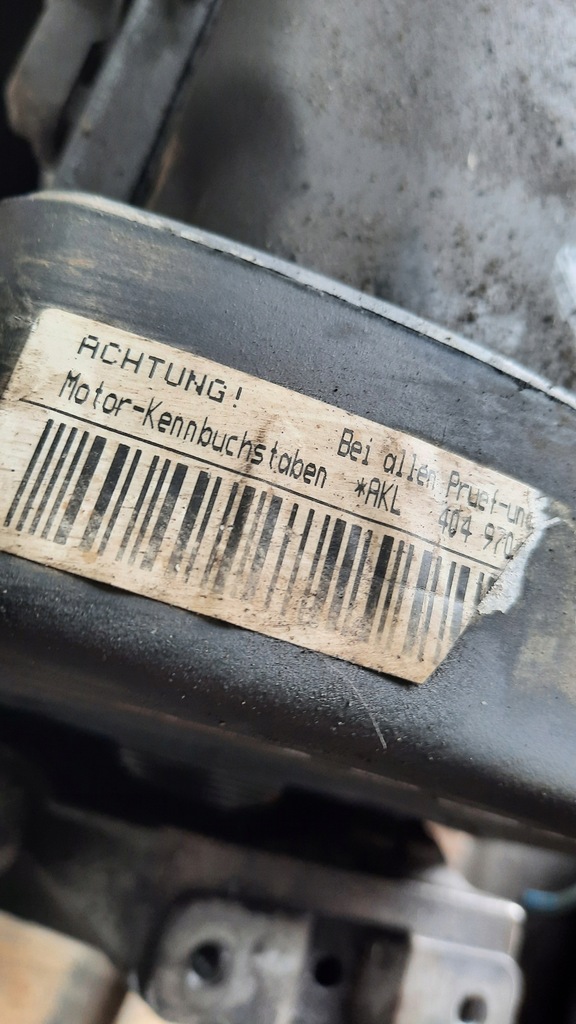 ACHTUNG! Bei allen Pruef-und
Motor-Kennbuchstaben *AKL 404 970